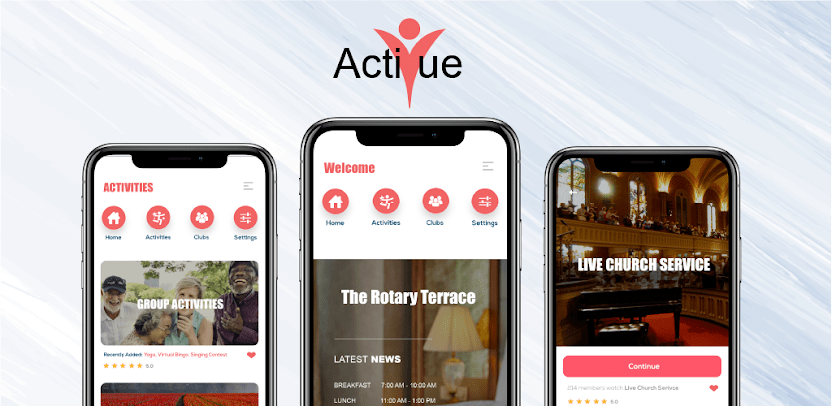 Activue
ACTIVITIES
Home Activities Clubs Settings
GROUP ACTIVITIES
Recently Added: Yoga, Virtual Bingo, Singing Contest
5.0
Welcome
Home Activities Clubs Settings
The Rotary Terrace
LATEST NEWS
BREAKFAST 7:00 AM - 10:00 AM
LUNCH 11:00 AM - 1:00 PM
LIVE CHURCH SERVICE
Continue
members watch Live Church Serivce
5.0